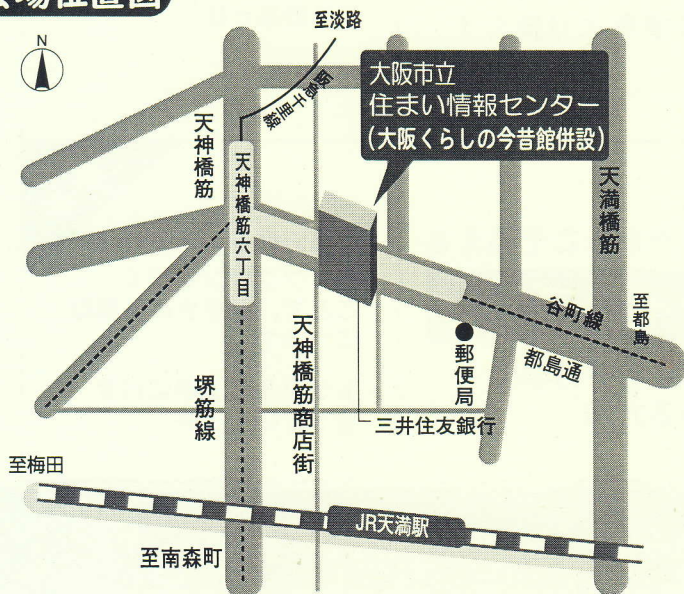 会場位置図
至淡路
N
阪急千里線
大阪市立
住まい情報センター
(大阪くらしの今昔館併設)
天神橋筋
天神橋筋六丁目
天満橋筋
谷町線
至都島
都島通
郵便局
三井住友銀行
天神橋筋商店街
堺筋線
至梅田
JR天満駅
至南森町